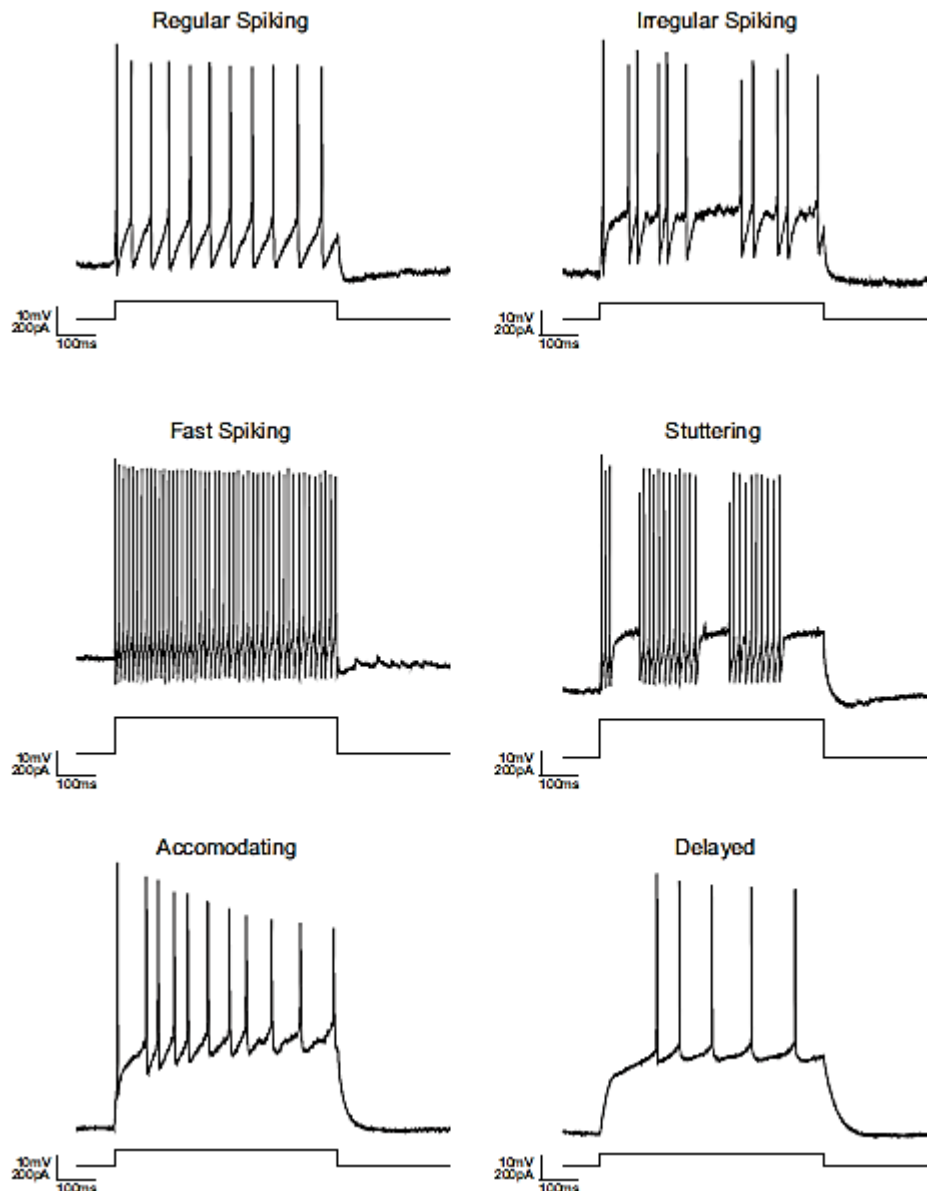 Regular Spiking
Irregular Spiking
10mV
200pA
100ms
10mV
200pA
100ms
Fast Spiking
Stuttering
10mV
200pA
100ms
10mV
200pA
100ms
Accomodating
Delayed
10mV
200pA
100ms
10mV
200pA
100ms